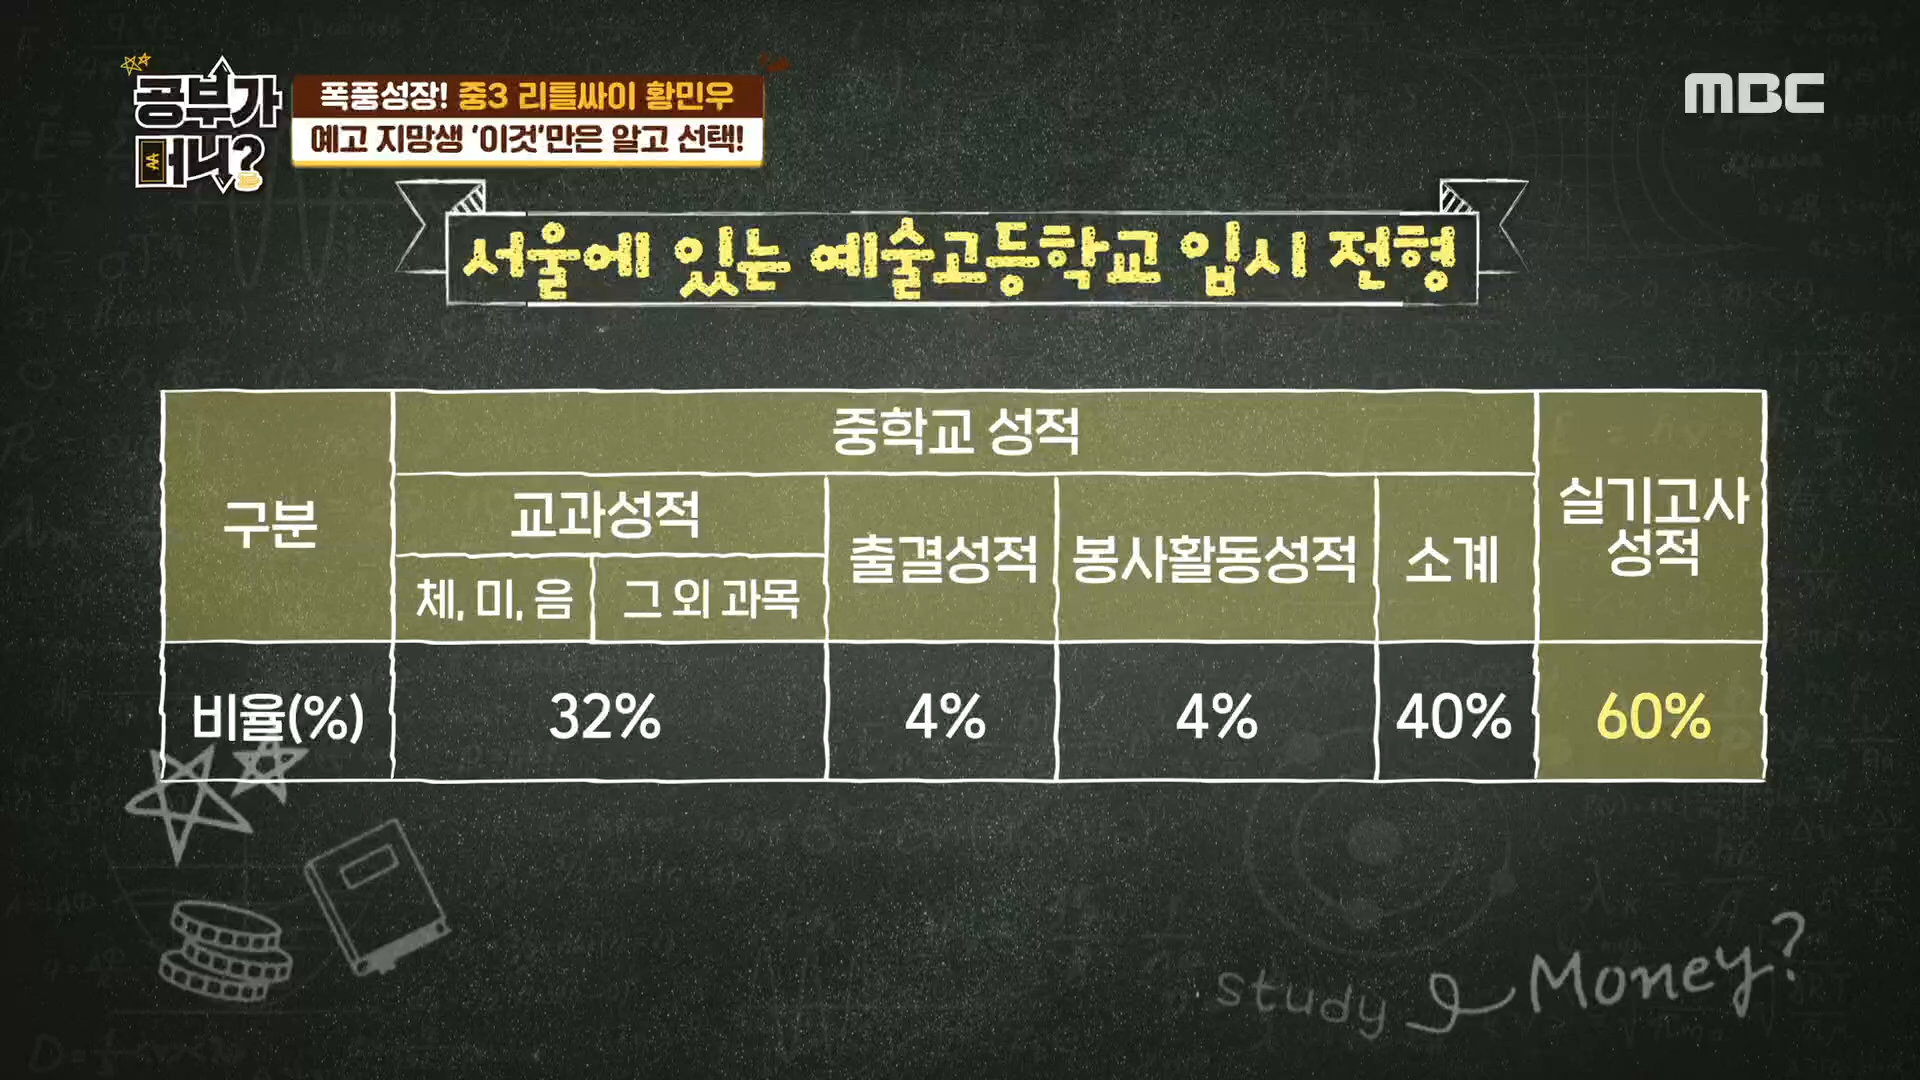 공부가
머니?
폭풍성장! 중3 리틀싸이 황민우
예고 지망생 '이것'만은 알고 선택!
MBC
서울에 있는 예술고등학교 입시 전형
구분
중학교 성적
실기고사
성적
교과성적
출결성적
봉사활동성적
소계
체, 미, 음
그 외 과목
비율(%)
32%
4%
4%
40%
60%
study
Money?